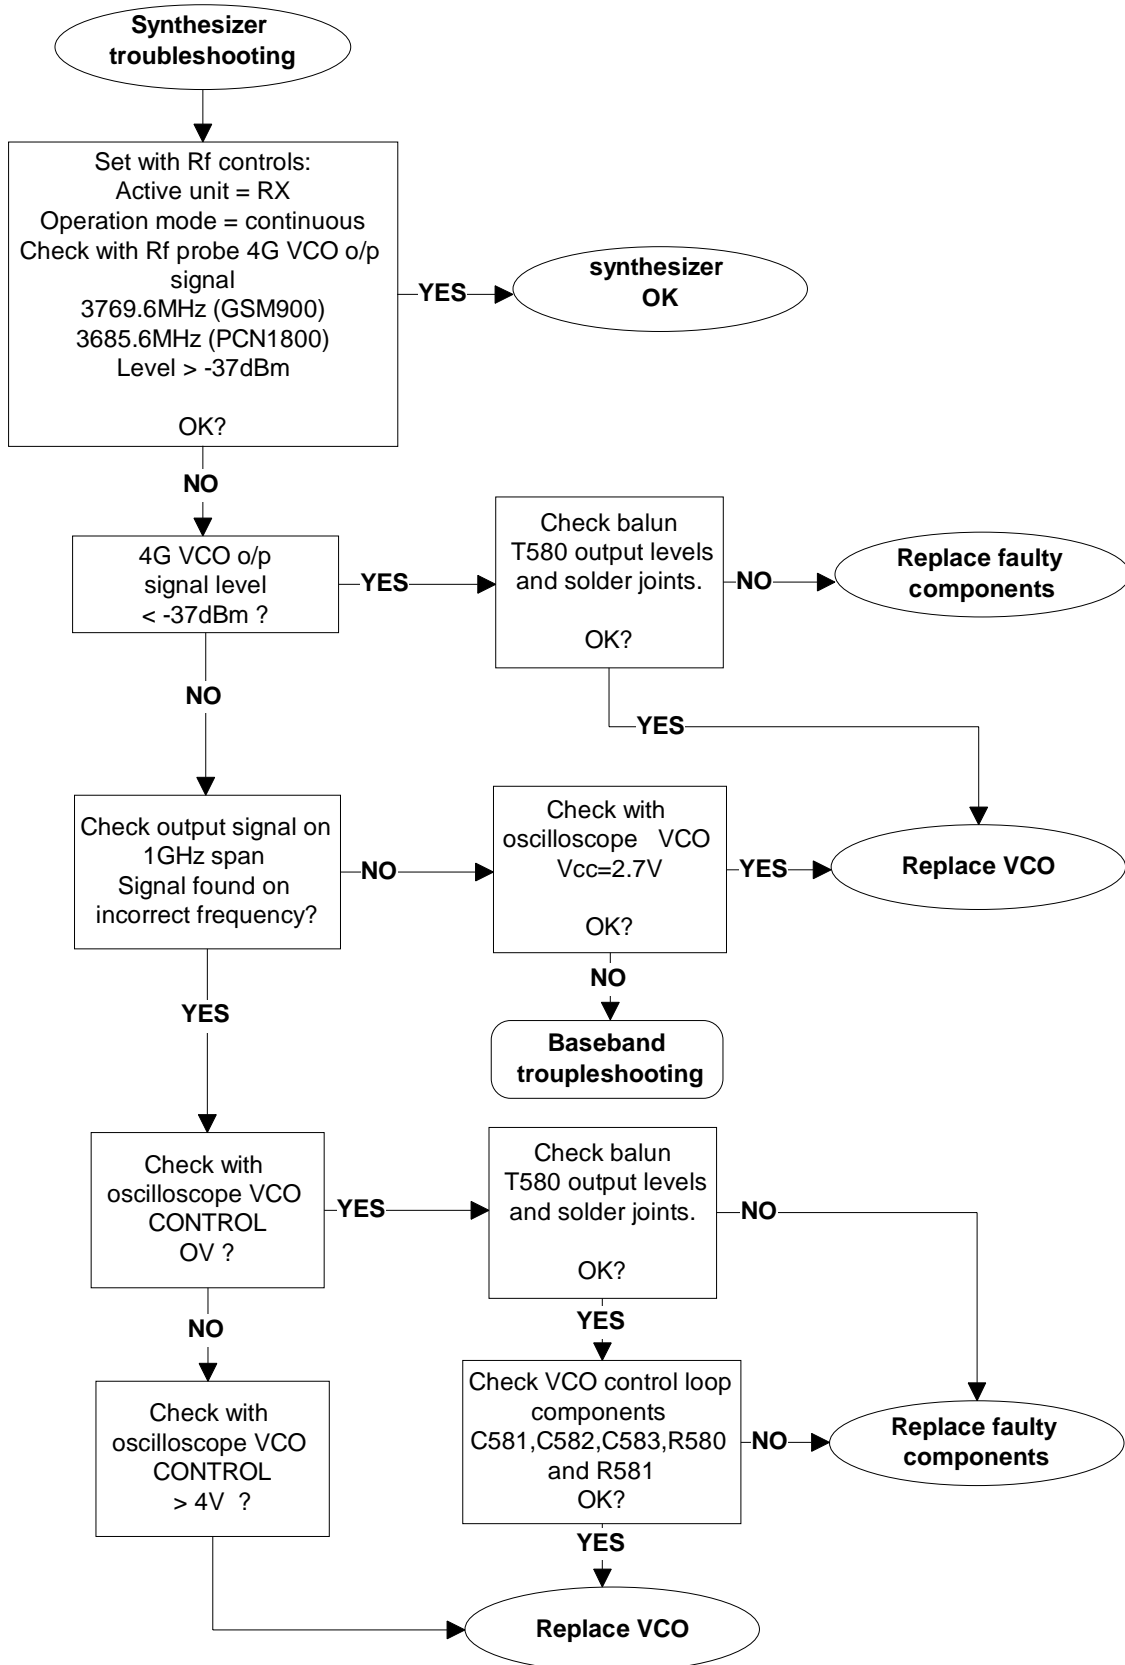 Synthesizer
troubleshooting
Set with Rf controls:
Active unit = RX
Operation mode = continuous
Check with Rf probe 4G VCO o/p
signal
3769.6MHz (GSM900)
3685.6MHz (PCN1800)
Level > -37dBm
OK?
YES
synthesizer
OK
NO
4G VCO o/p
signal level
< -37dBm ?
YES
Check balun
T580 output levels
and solder joints.
OK?
NO
Replace faulty
components
NO
YES
Check output signal on
1GHz span
Signal found on
incorrect frequency?
NO
Check with
oscilloscope VCO
Vcc=2.7V
OK?
YES
Replace VCO
NO
Baseband
troupleshooting
YES
Check with
oscilloscope VCO
CONTROL
OV ?
YES
Check balun
T580 output levels
and solder joints.
OK?
NO
YES
NO
Check with
oscilloscope VCO
CONTROL
> 4V ?
Check VCO control loop
components
C581,C582,C583,R580
and R581
OK?
NO
Replace faulty
components
YES
Replace VCO